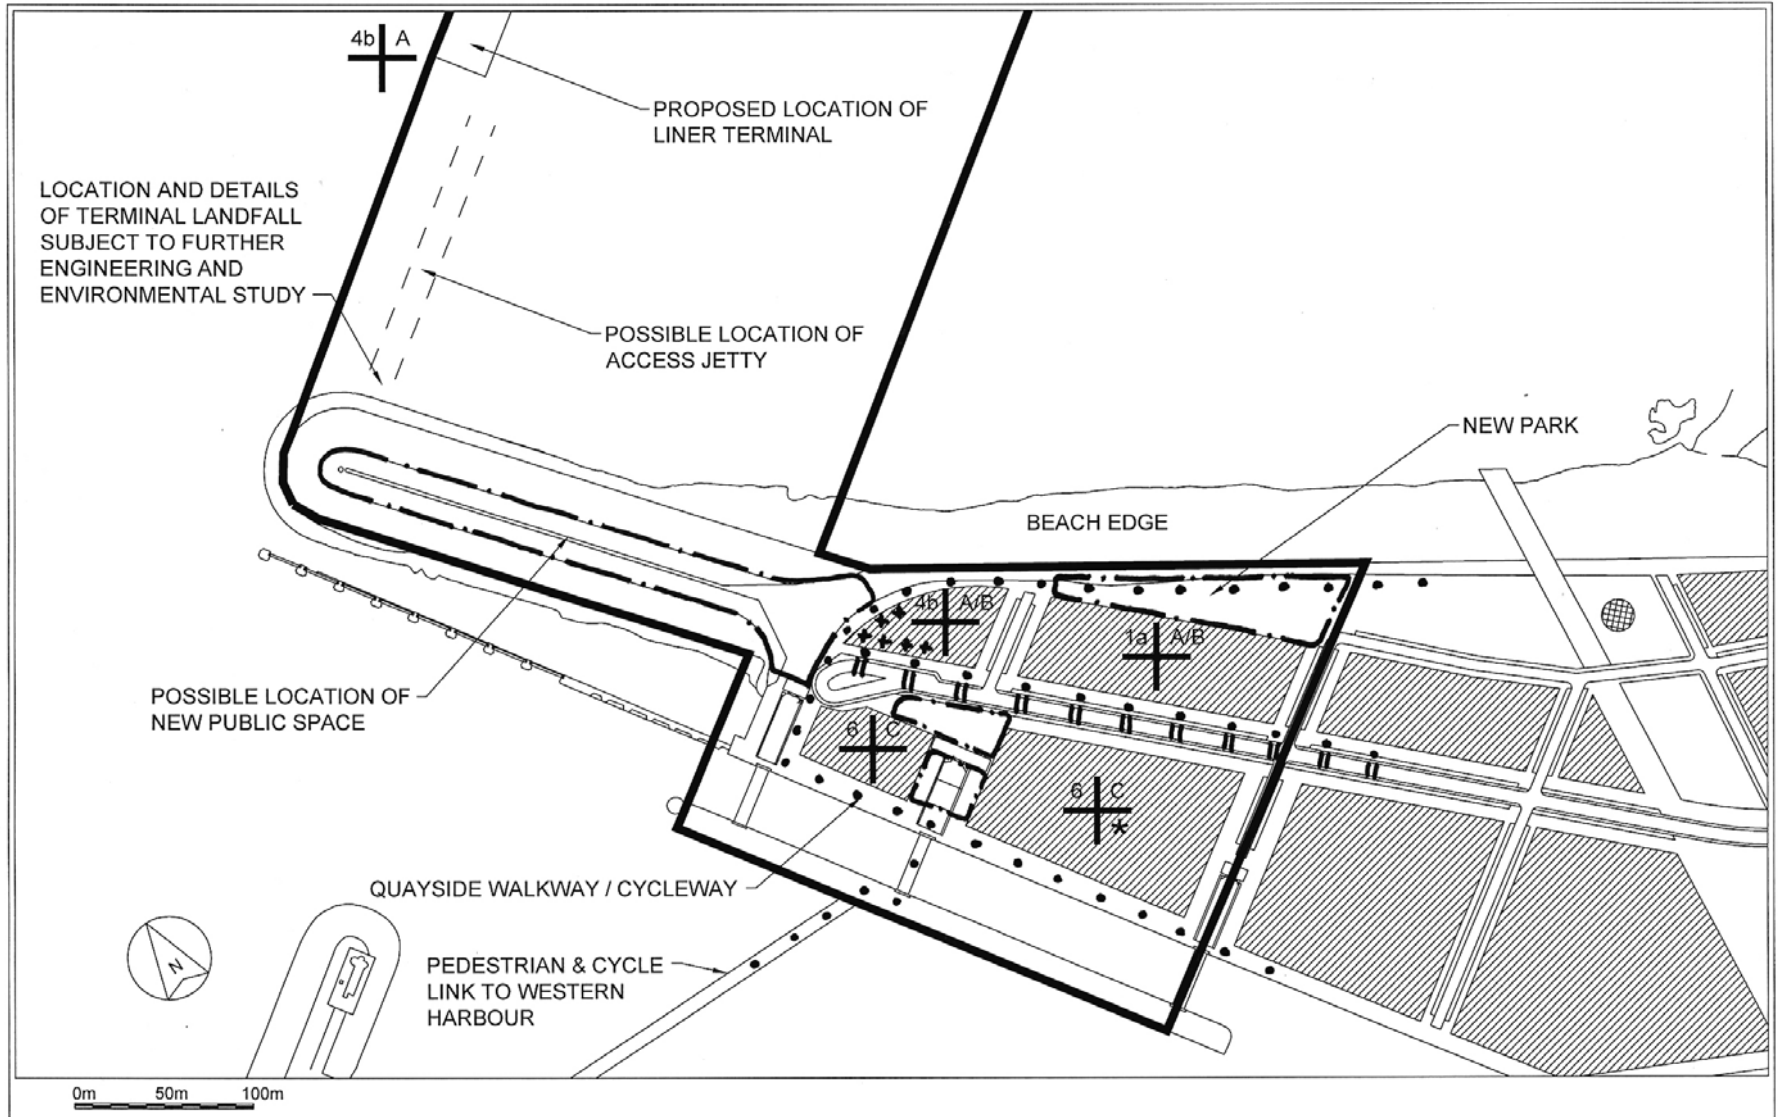 4b A
PROPOSED LOCATION OF
LINER TERMINAL
LOCATION AND DETAILS
OF TERMINAL LANDFALL
SUBJECT TO FURTHER
ENGINEERING AND
ENVIRONMENTAL STUDY
POSSIBLE LOCATION OF
ACCESS JETTY
NEW PARK
BEACH EDGE
4b A/B
1a A/B
POSSIBLE LOCATION OF
NEW PUBLIC SPACE
6 C
6 C
*
QUAYSIDE WALKWAY / CYCLEWAY
PEDESTRIAN & CYCLE
LINK TO WESTERN
HARBOUR
N
0m 50m 100m